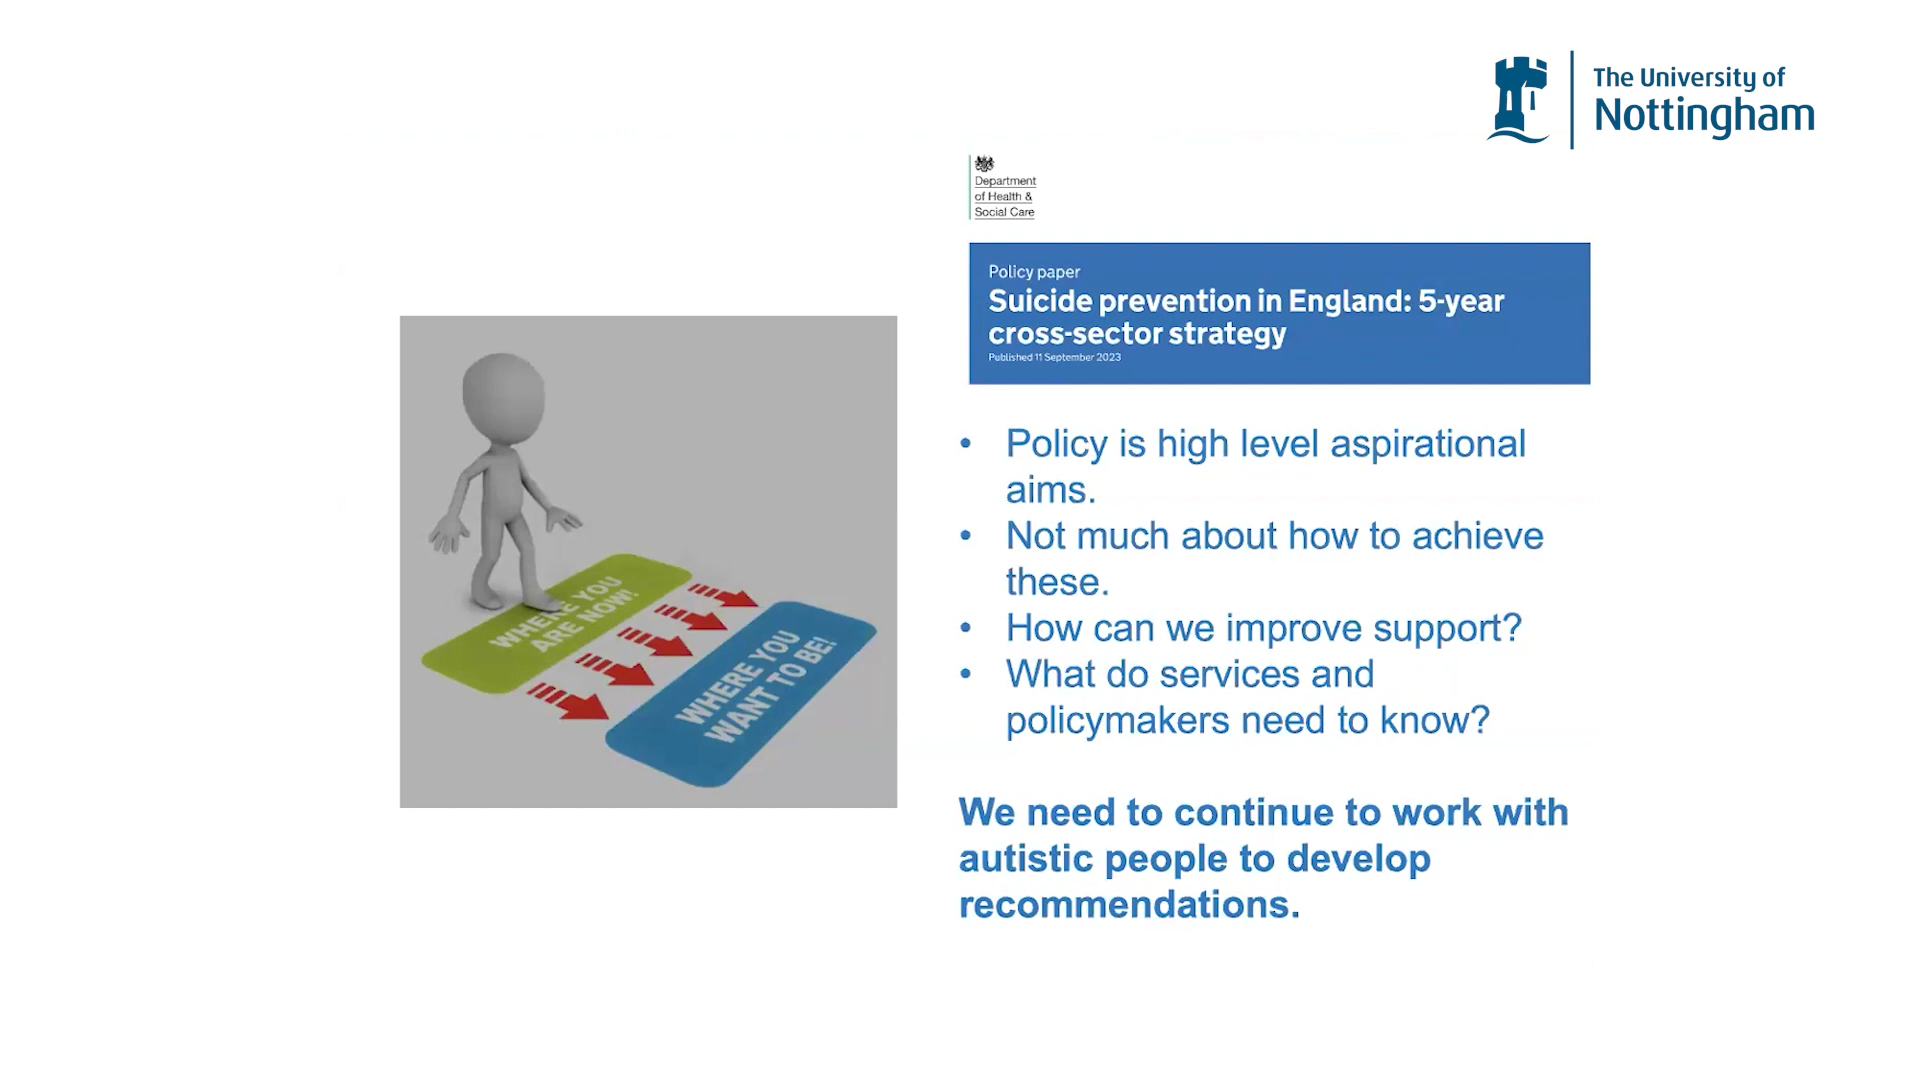 The University of
Nottingham
Department
of Health &
Social Care
Policy paper
Suicide prevention in England: 5-year
cross-sector strategy
Published 11 September 2023
WHERE YOU
ARE NOW!
WHERE YOU
WANT TO BE!
• Policy is high level aspirational
aims.
• Not much about how to achieve
these.
• How can we improve support?
• What do services and
policymakers need to know?
We need to continue to work with
autistic people to develop
recommendations.